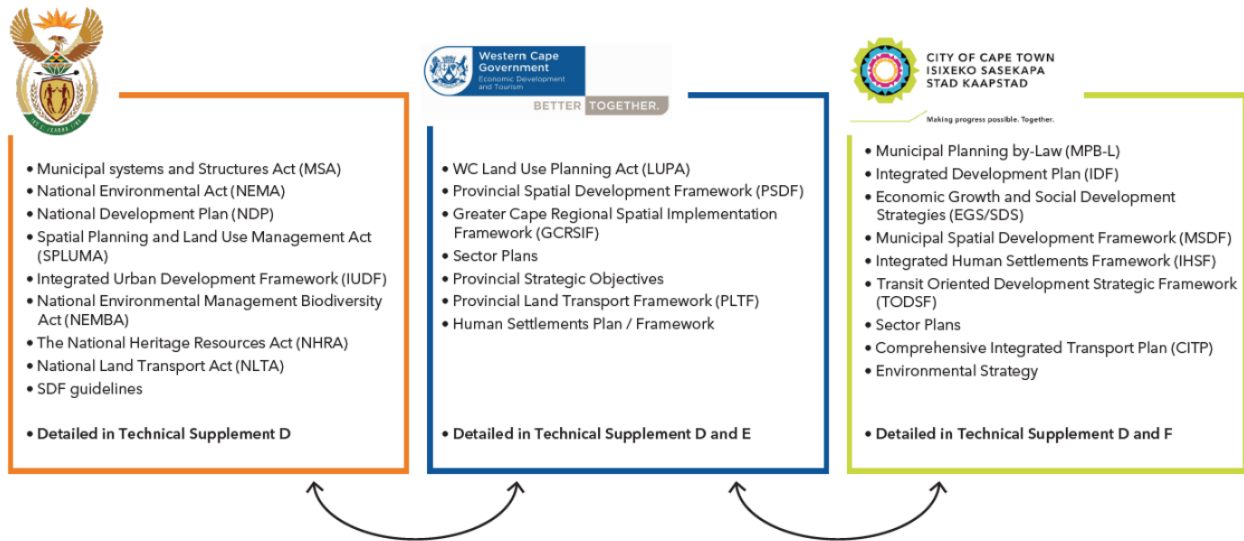 Western Cape
Government
Economic Development
and Tourism
BETTER TOGETHER.
CITY OF CAPE TOWN
ISIXEKO SASEKAPA
STAD KAAPSTAD
Making progress possible. Together.
• Municipal systems and Structures Act (MSA)
• National Environmental Act (NEMA)
• National Development Plan (NDP)
• Spatial Planning and Land Use Management Act
(SPLUMA)
• Integrated Urban Development Framework (IUDF)
• National Environmental Management Biodiversity
Act (NEMBA)
• The National Heritage Resources Act (NHRA)
• National Land Transport Act (NLTA)
• SDF guidelines
• Detailed in Technical Supplement D
• WC Land Use Planning Act (LUPA)
• Provincial Spatial Development Framework (PSDF)
• Greater Cape Regional Spatial Implementation
Framework (GCRSIF)
• Sector Plans
• Provincial Strategic Objectives
• Provincial Land Transport Framework (PLTF)
• Human Settlements Plan / Framework
• Detailed in Technical Supplement D and E
• Municipal Planning by-Law (MPB-L)
• Integrated Development Plan (IDF)
• Economic Growth and Social Development
Strategies (EGS/SDS)
• Municipal Spatial Development Framework (MSDF)
• Integrated Human Settlements Framework (IHSF)
• Transit Oriented Development Strategic Framework
(TODSF)
• Sector Plans
• Comprehensive Integrated Transport Plan (CITP)
• Environmental Strategy
• Detailed in Technical Supplement D and F